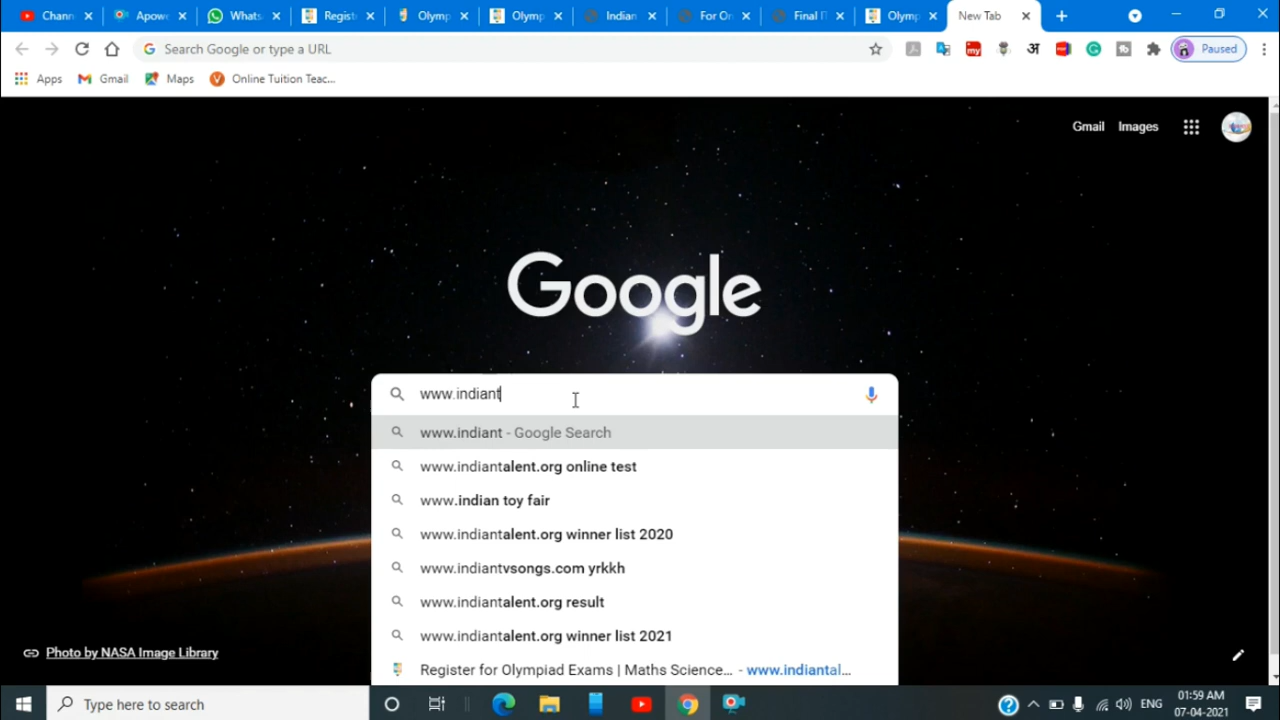 Chann
Apowe
Whats
Registe
Olymp
Olymp
Indian
For Or
Final
Olymp
New Tab
Search Google or type a URL
Paused
Apps
Gmail
Maps
Online Tuition Teac...
Gmail
Images
Google
www.indiant
www.indiant - Google Search
www.indiantalent.org online test
www.indian toy fair
www.indiantalent.org winner list 2020
www.indiantvsongs.com yrkkh
www.indiantalent.org result
www.indiantalent.org winner list 2021
Register for Olympiad Exams | Maths Science... - www.indiantal...
Photo by NASA Image Library
Type here to search
ENG
01:59 AM
07-04-2021